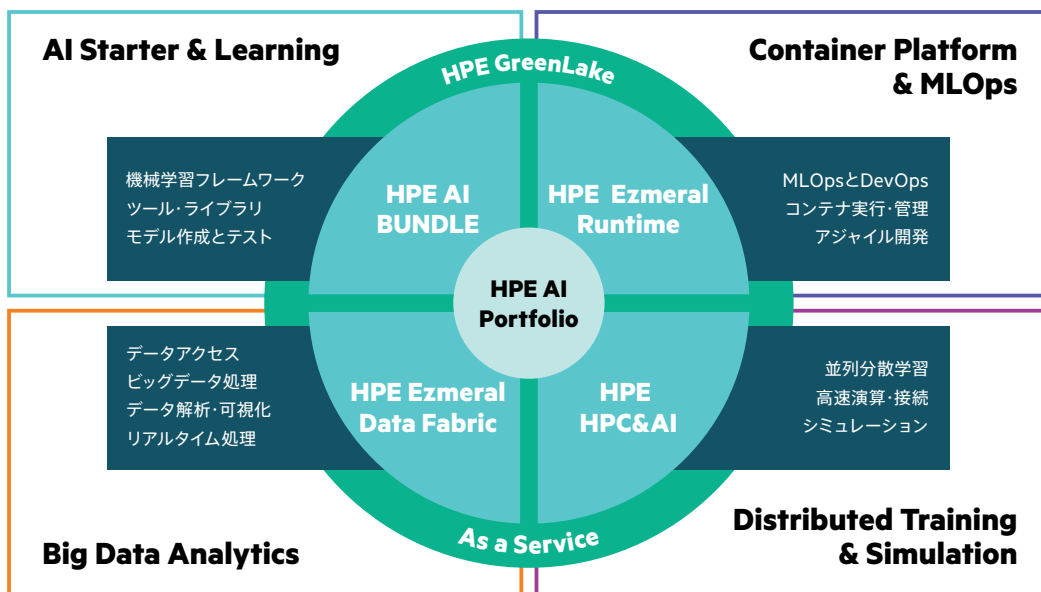 AI Starter & Learning
Container Platform
& MLOps
HPE GreenLake
機械学習フレームワーク
ツール･ライブラリ
モデル作成とテスト
HPE AI
BUNDLE
HPE Ezmeral
Runtime
MLOpsとDevOps
コンテナ実行･管理
アジャイル開発
HPE AI
Portfolio
データアクセス
ビッグデータ処理
データ解析･可視化
リアルタイム処理
HPE Ezmeral
Data Fabric
HPE
HPC&AI
並列分散学習
高速演算･接続
シミュレーション
As a Service
Big Data Analytics
Distributed Training
& Simulation